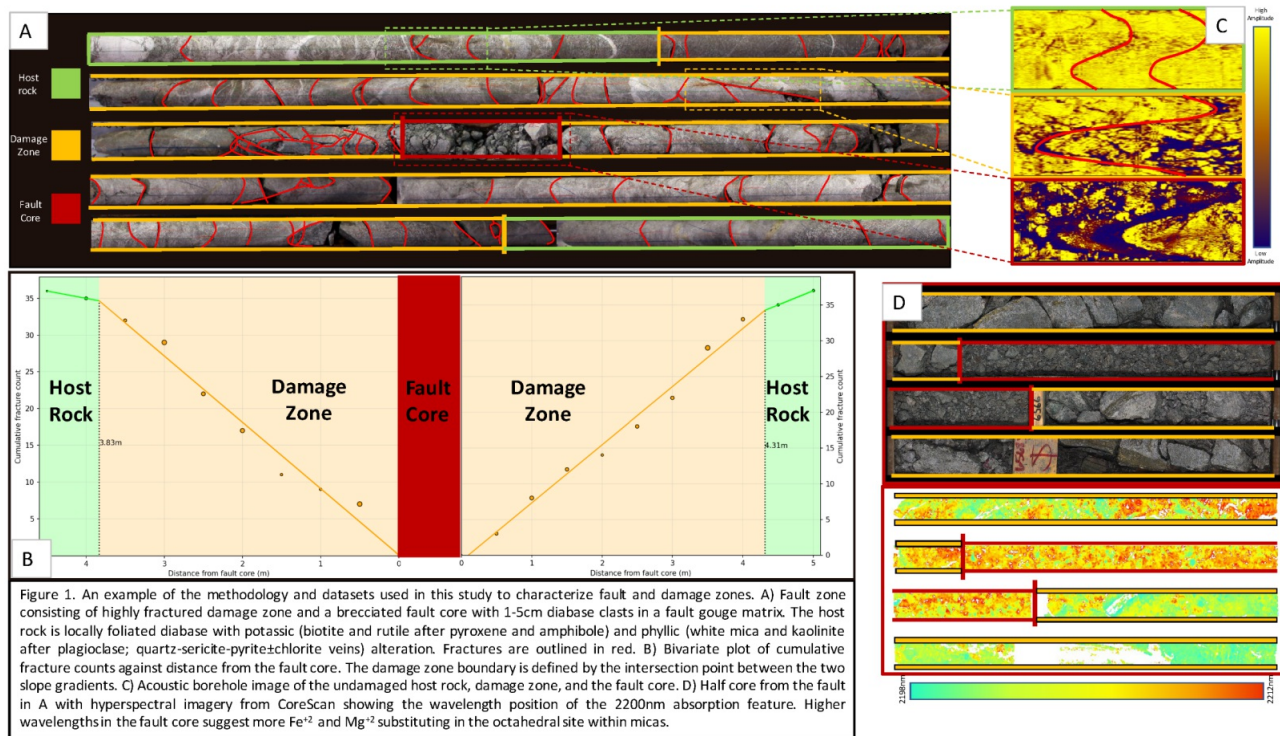 A
Host
rock
Damage
Zone
Fault
Core
C
High
Amplitude
Low
Amplitude
Cumulative fracture count
35
30
25
20
15
10
5
Host
Rock
Damage
Zone
Fault
Core
Damage
Zone
Host
Rock
3.83m
4.31m
35
30
25
20
15
10
5
0
Cumulative fracture count
B
4 3 2 1 0 0 1 2 3 4 5
Distance from fault core (m)
Distance from fault core (m)
D
2198nm
2212nm
Figure 1. An example of the methodology and datasets used in this study to characterize fault and damage zones. A) Fault zone
consisting of highly fractured damage zone and a brecciated fault core with 1-5cm diabase clasts in a fault gouge matrix. The host
rock is locally foliated diabase with potassic (biotite and rutile after pyroxene and amphibole) and phyllic (white mica and kaolinite
after plagioclase; quartz-sericite-pyrite±chlorite veins) alteration. Fractures are outlined in red. B) Bivariate plot of cumulative
fracture counts against distance from the fault core. The damage zone boundary is defined by the intersection point between the two
slope gradients. C) Acoustic borehole image of the undamaged host rock, damage zone, and the fault core. D) Half core from the fault
in A with hyperspectral imagery from CoreScan showing the wavelength position of the 2200nm absorption feature. Higher
wavelengths in the fault core suggest more Fe⁺² and Mg⁺² substituting in the octahedral site within micas.